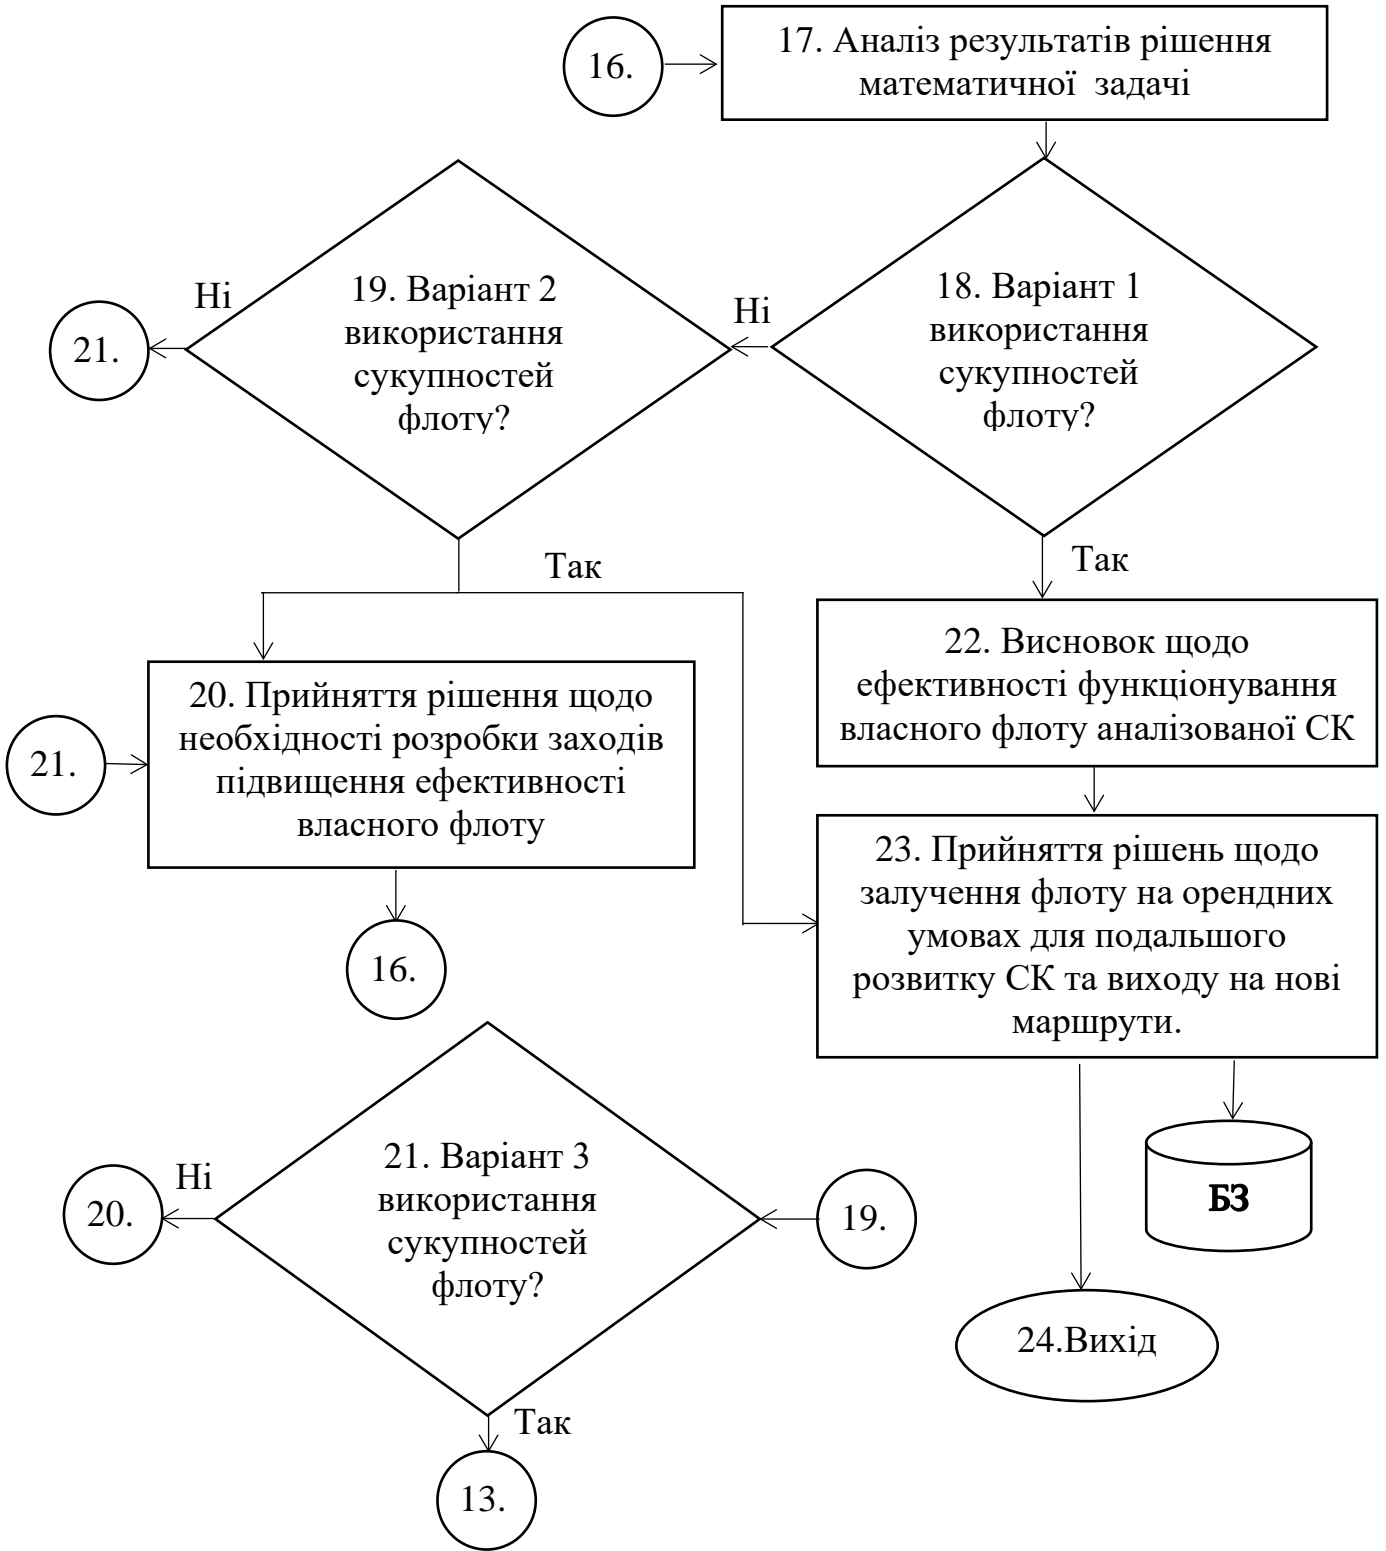 16.
17. Аналіз результатів рішення
математичної задачі
19. Варіант 2
використання
сукупностей
флоту?
Ні
21.
18. Варіант 1
використання
сукупностей
флоту?
Ні
Так
Так
22. Висновок щодо
ефективності функціонування
власного флоту аналізованої СК
20. Прийняття рішення щодо
необхідності розробки заходів
підвищення ефективності
власного флоту
21.
16.
23. Прийняття рішень щодо
залучення флоту на орендних
умовах для подальшого
розвитку СК та виходу на нові
маршрути.
БЗ
24.Вихід
21. Варіант 3
використання
сукупностей
флоту?
Ні
20.
19.
Так
13.